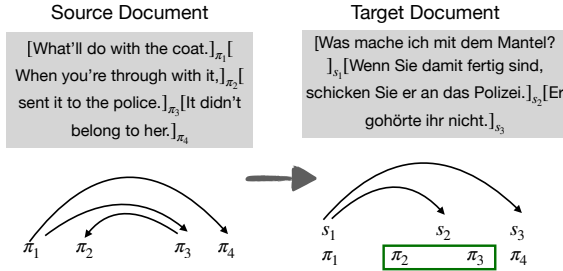 Source Document
[What'll do with the coat.]π1[
When you're through with it,]π2[
sent it to the police.]π3[It didn't
belong to her.]π4
Target Document
[Was mache ich mit dem Mantel?
]s1[Wenn Sie damit fertig sind,
schicken Sie er an das Polizei.]s2[Er
gohörte ihr nicht.]s3
π1 π2 π3 π4
s1 s2 s3
π1 π2 π3 π4